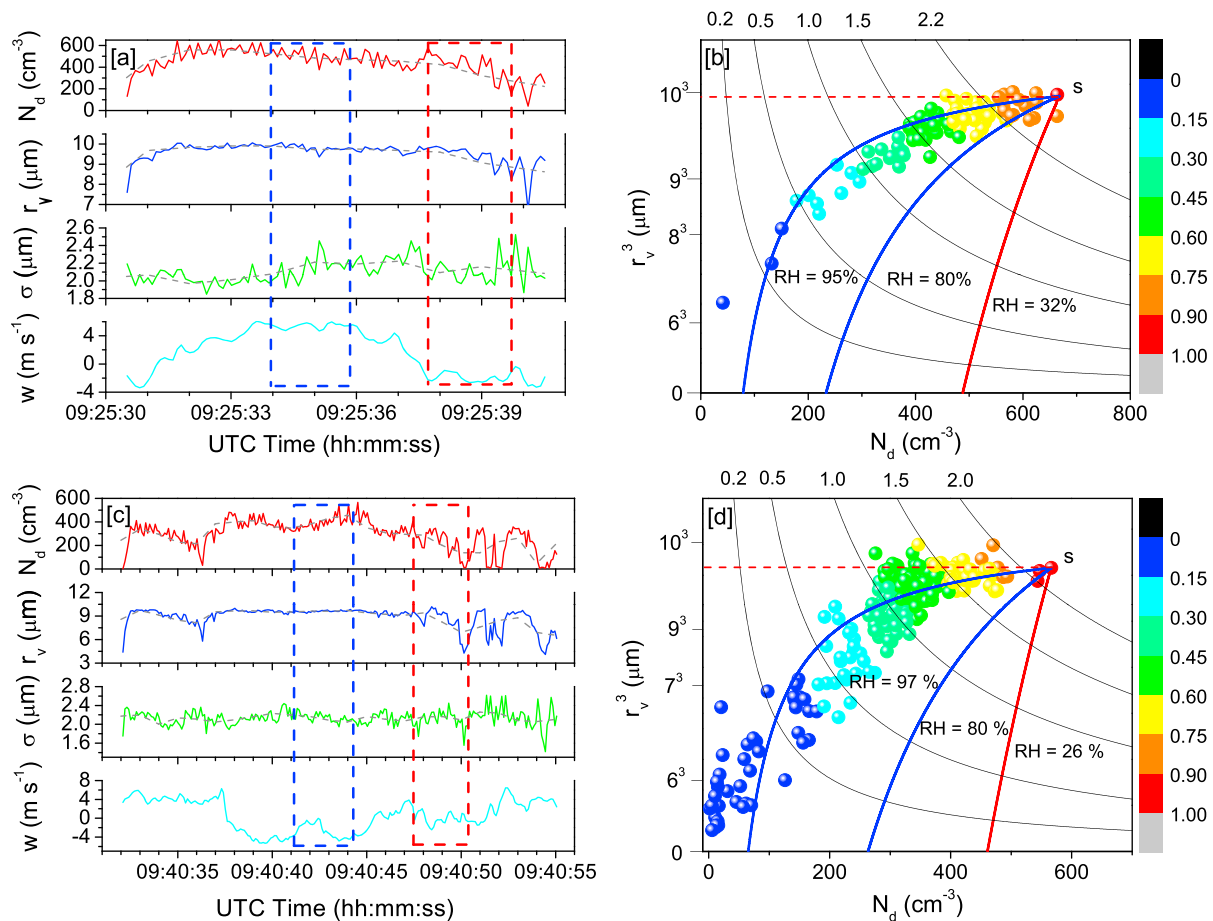 [a]
N_d (cm^-3)
600
400
200
0
r_v (µm)
10
9
8
7
σ (µm)
2.6
2.4
2.2
2.0
1.8
w (m s^-1)
4
0
-4
09:25:30 09:25:33 09:25:36 09:25:39
UTC Time (hh:mm:ss)
0.2 0.5 1.0 1.5 2.2
[b]
s
r_v^3 (µm)
10^3
9^3
8^3
6^3
0
RH = 95%
RH = 80%
RH = 32%
0 200 400 600 800
N_d (cm^-3)
0
0.15
0.30
0.45
0.60
0.75
0.90
1.00
[c]
N_d (cm^-3)
600
400
200
0
r_v (µm)
12
9
6
3
σ (µm)
2.8
2.4
2.0
1.6
w (m s^-1)
8
4
0
-4
09:40:35 09:40:40 09:40:45 09:40:50 09:40:55
UTC Time (hh:mm:ss)
0.2 0.5 1.0 1.5 2.0
[d]
s
r_v^3 (µm)
10^3
9^3
7^3
6^3
0
RH = 97 %
RH = 80 %
RH = 26 %
0 200 400 600
N_d (cm^-3)
0
0.15
0.30
0.45
0.60
0.75
0.90
1.00